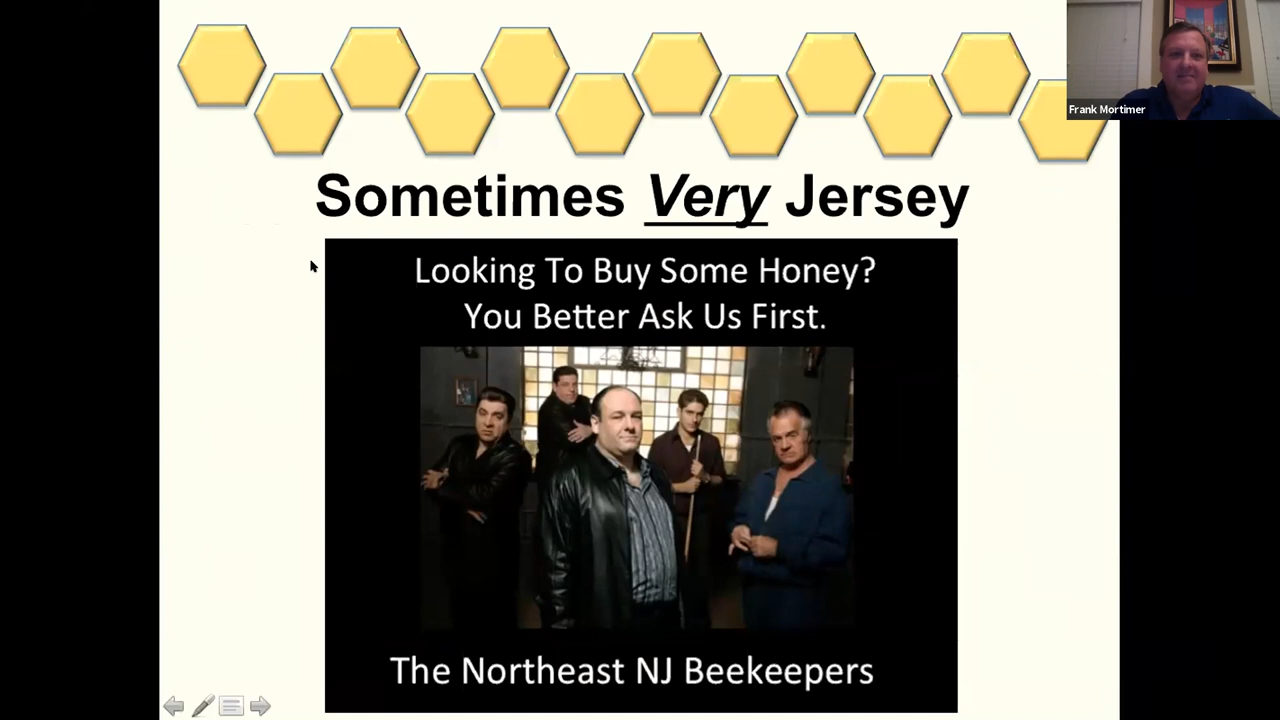 Frank Mortimer
Sometimes Very Jersey
Looking To Buy Some Honey?
You Better Ask Us First.
The Northeast NJ Beekeepers